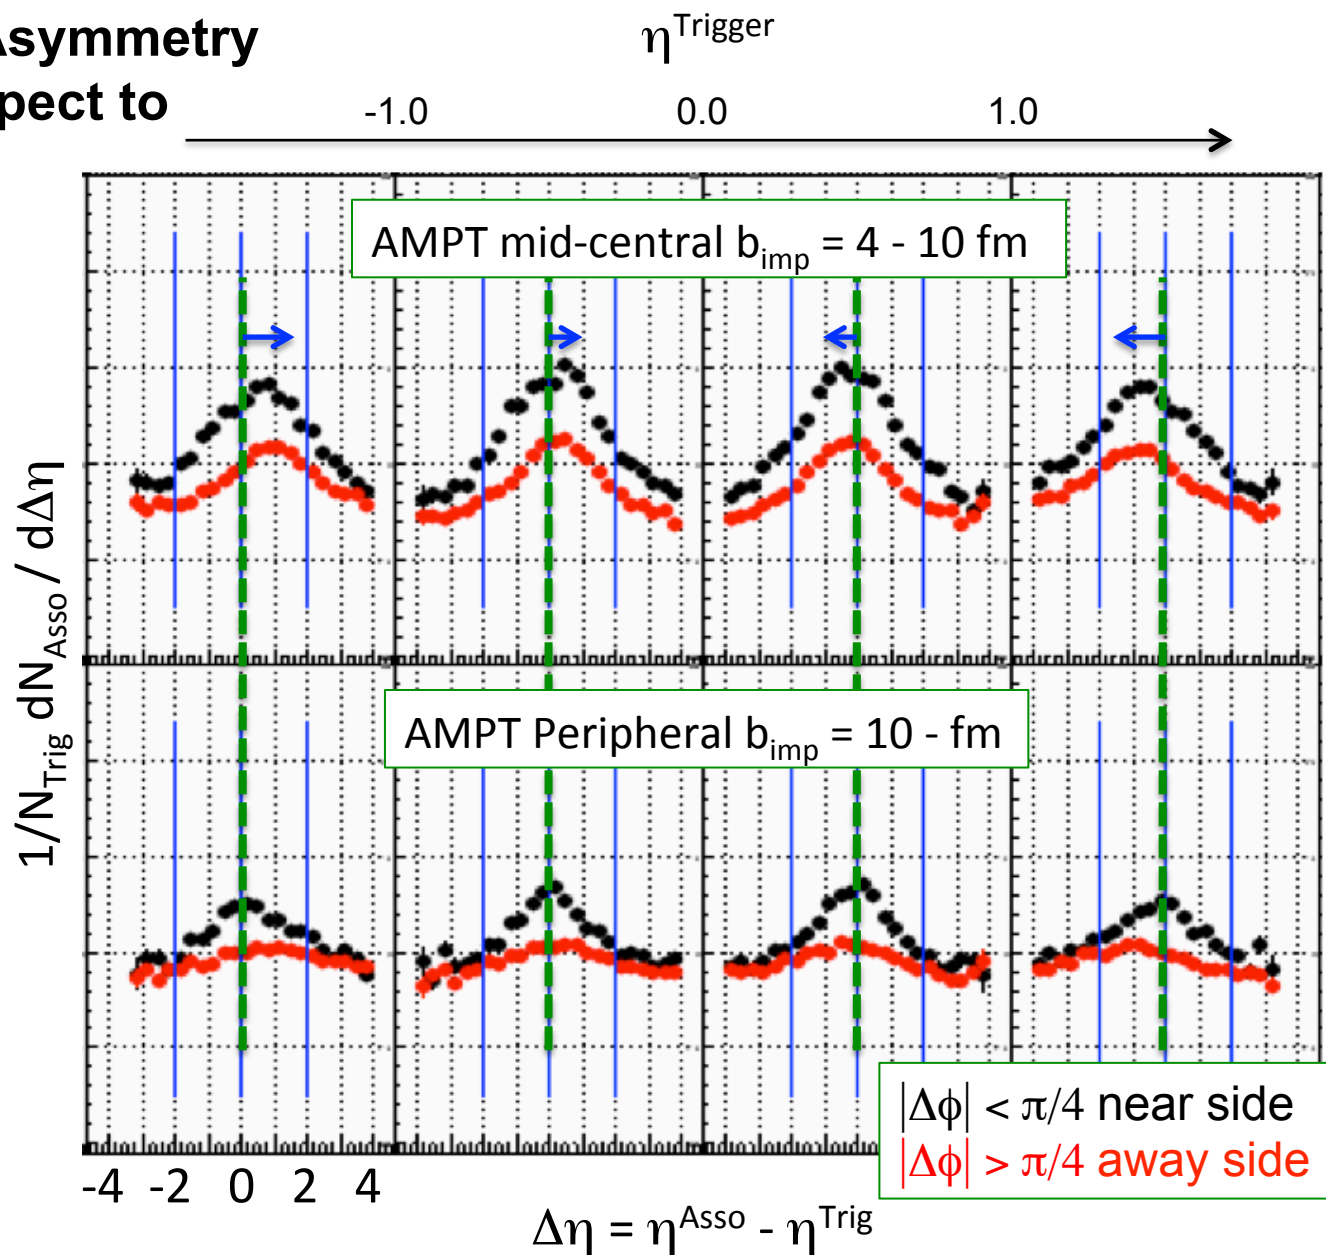 Asymmetry
pect to
η^Trigger
-1.0 0.0 1.0
AMPT mid-central b_imp = 4 - 10 fm
AMPT Peripheral b_imp = 10 - fm
1/N_Trig dN_Asso / dΔη
|Δϕ| < π/4 near side
|Δϕ| > π/4 away side
-4 -2 0 2 4
Δη = η^Asso - η^Trig